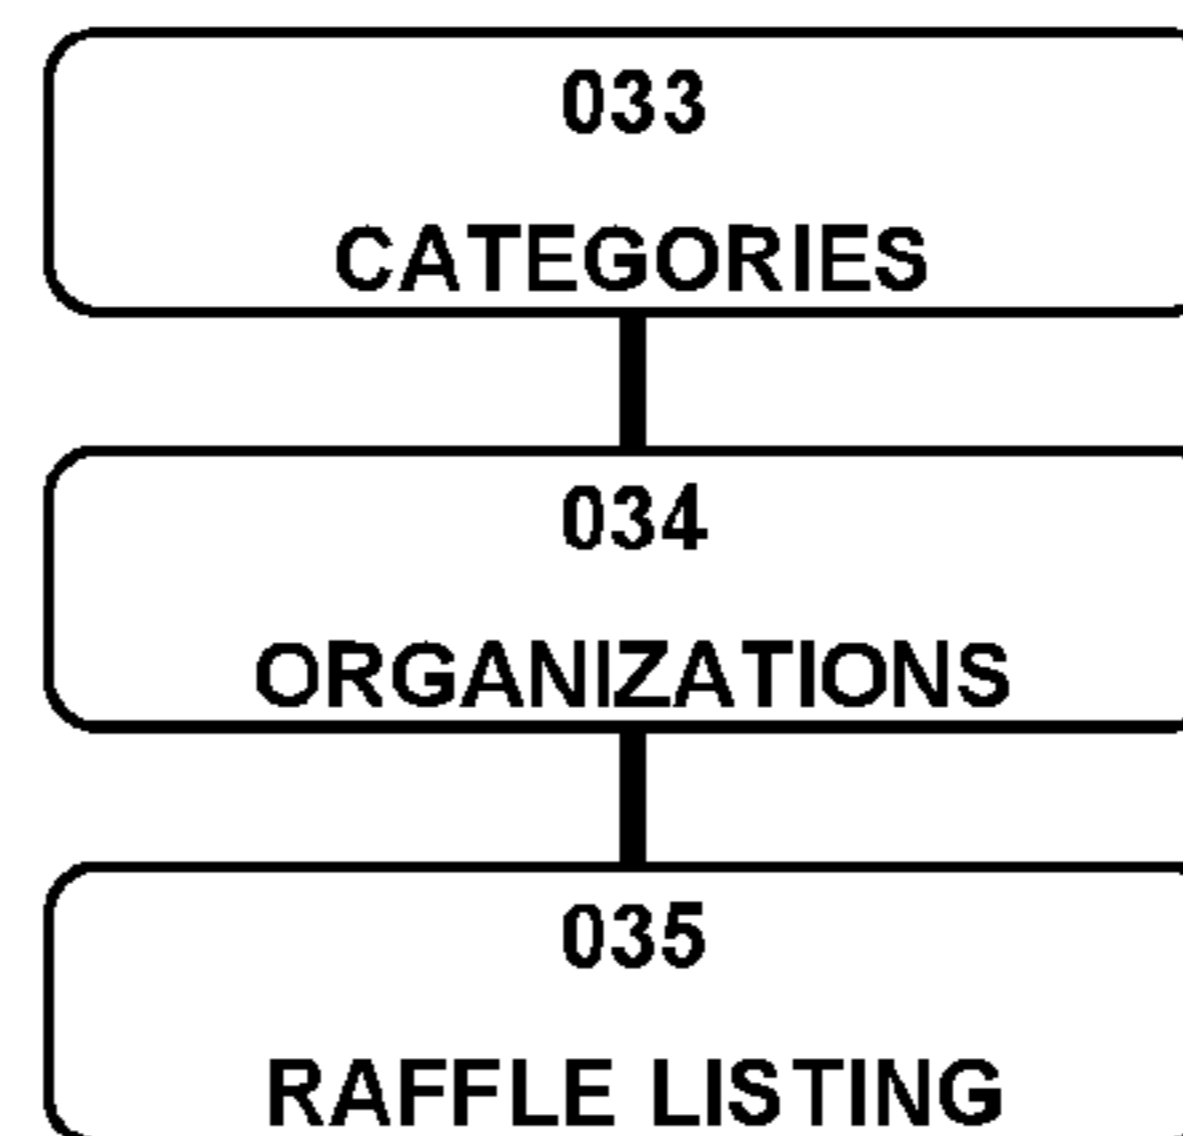 033
CATEGORIES
034
ORGANIZATIONS
035
RAFFLE LISTING